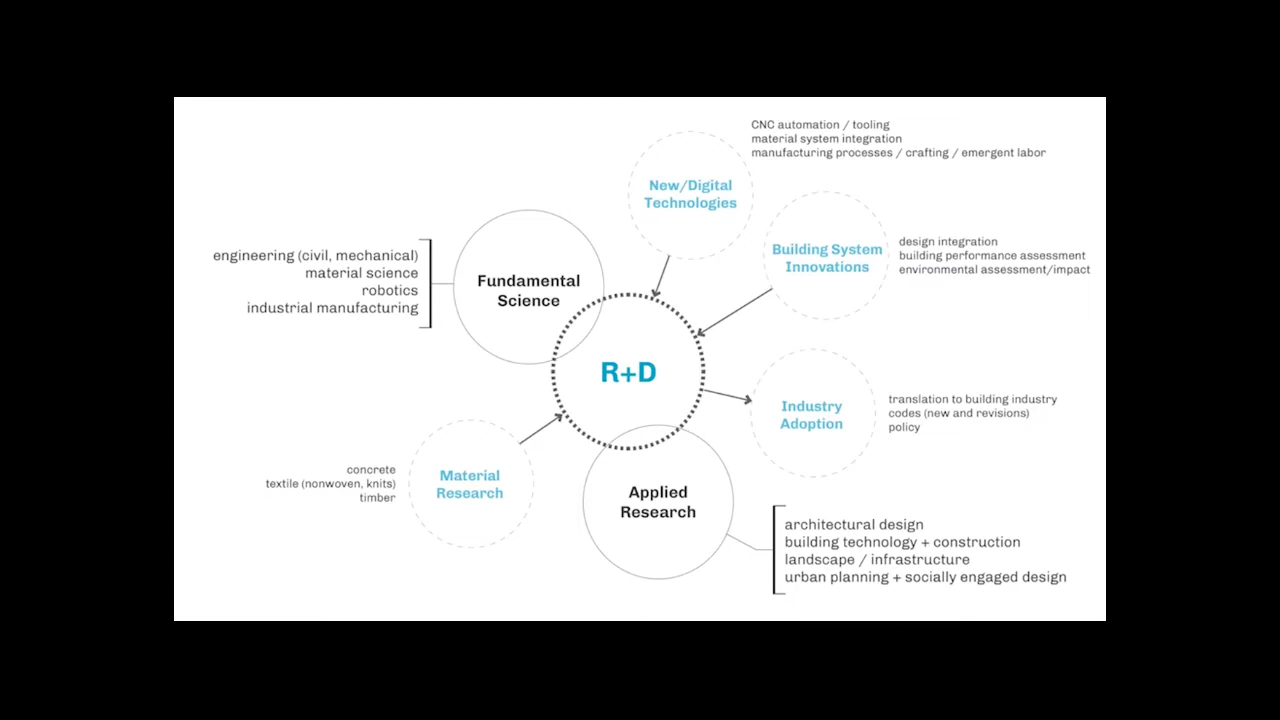 CNC automation / tooling
material system integration
manufacturing processes / crafting / emergent labor
New/Digital
Technologies
Building System
Innovations
design integration
building performance assessment
environmental assessment/impact
engineering (civil, mechanical)
material science
robotics
industrial manufacturing
Fundamental
Science
R+D
Industry
Adoption
translation to building industry
codes (new and revisions)
policy
concrete
textile (nonwoven, knits)
timber
Material
Research
Applied
Research
architectural design
building technology + construction
landscape / infrastructure
urban planning + socially engaged design